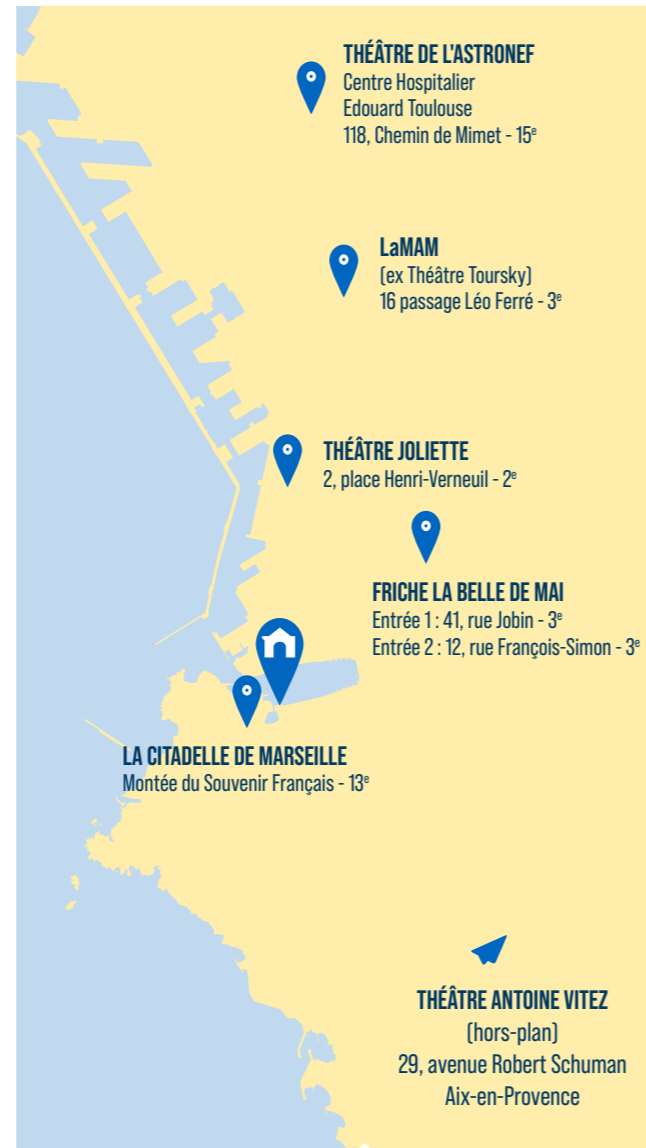 THÉÂTRE DE L'ASTRONEF
Centre Hospitalier
Edouard Toulouse
118, Chemin de Mimet - 15ᵉ
LaMAM
(ex Théâtre Toursky)
16 passage Léo Ferré - 3ᵉ
THÉÂTRE JOLIETTE
2, place Henri-Verneuil - 2ᵉ
FRICHE LA BELLE DE MAI
Entrée 1 : 41, rue Jobin - 3ᵉ
Entrée 2 : 12, rue François-Simon - 3ᵉ
LA CITADELLE DE MARSEILLE
Montée du Souvenir Français - 13ᵉ
THÉÂTRE ANTOINE VITEZ
(hors-plan)
29, avenue Robert Schuman
Aix-en-Provence